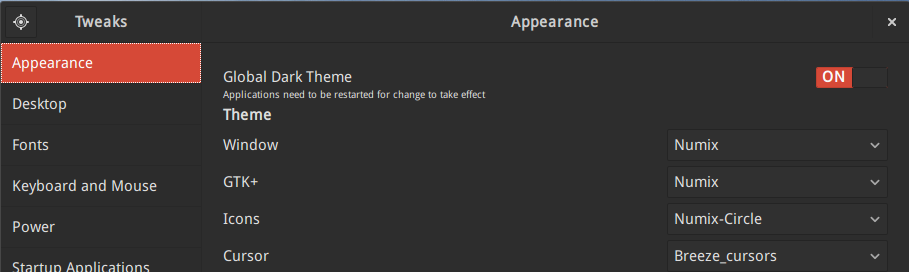 Tweaks
Appearance
Appearance
Desktop
Fonts
Keyboard and Mouse
Power
Startup Applications
Global Dark Theme ON
Applications need to be restarted for change to take effect
Theme
Window Numix
GTK+ Numix
Icons Numix-Circle
Cursor Breeze_cursors